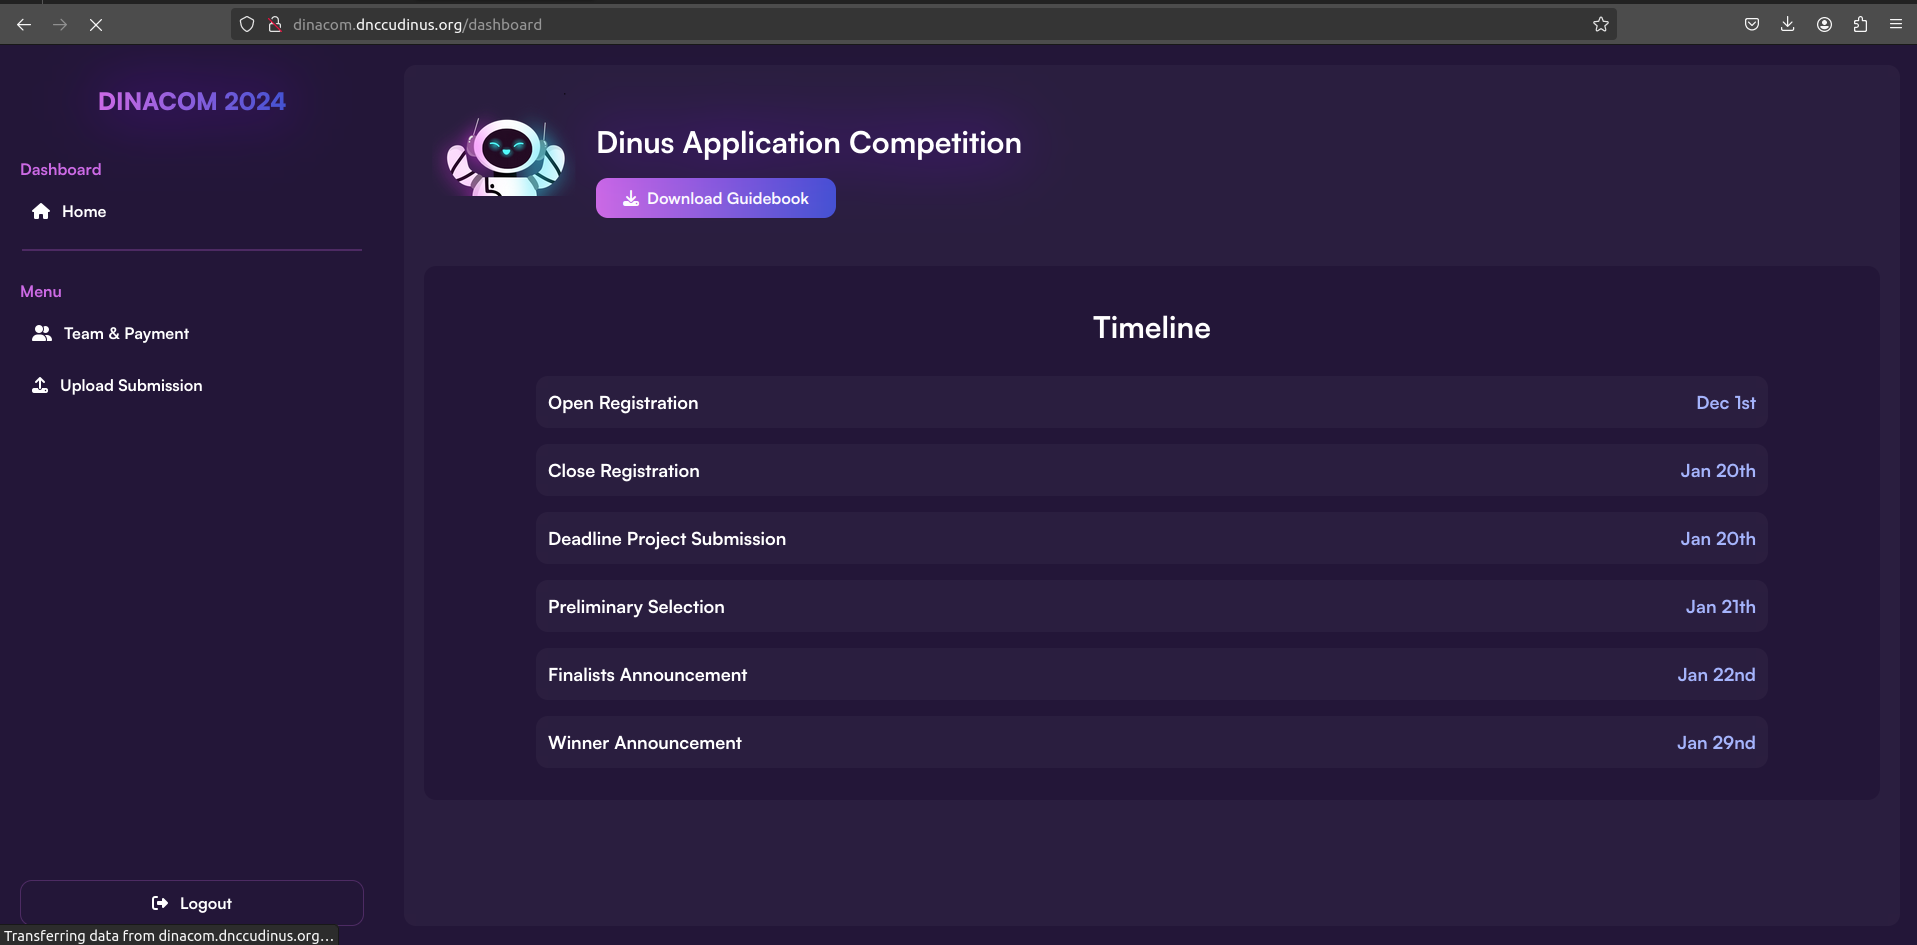 dinacom.dnccudinus.org/dashboard
DINACOM 2024
Dashboard
Home
Menu
Team & Payment
Upload Submission
Logout
Transferring data from dinacom.dnccudinus.org…
Dinus Application Competition
Download Guidebook
Timeline
Open Registration Dec 1st
Close Registration Jan 20th
Deadline Project Submission Jan 20th
Preliminary Selection Jan 21th
Finalists Announcement Jan 22nd
Winner Announcement Jan 29nd